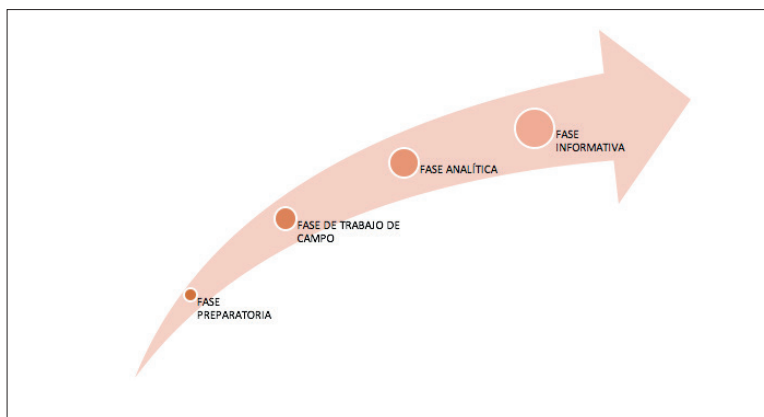 FASE
INFORMATIVA
FASE ANALÍTICA
FASE DE TRABAJO DE
CAMPO
FASE
PREPARATORIA